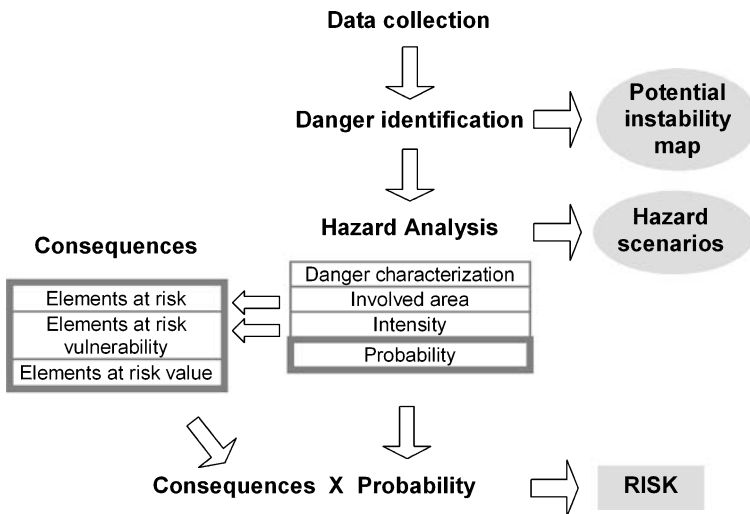 Data collection
Danger identification
Potential
instability
map
Hazard Analysis
Hazard
scenarios
Consequences
Danger characterization
Involved area
Intensity
Probability
Elements at risk
Elements at risk
vulnerability
Elements at risk value
Consequences X Probability
RISK